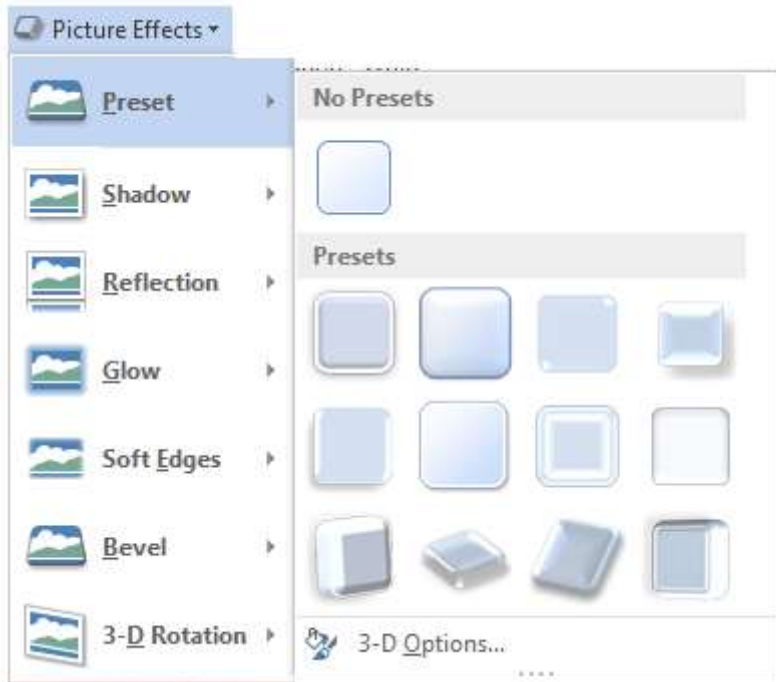 Picture Effects
Preset
Shadow
Reflection
Glow
Soft Edges
Bevel
3-D Rotation
No Presets
Presets
3-D Options...